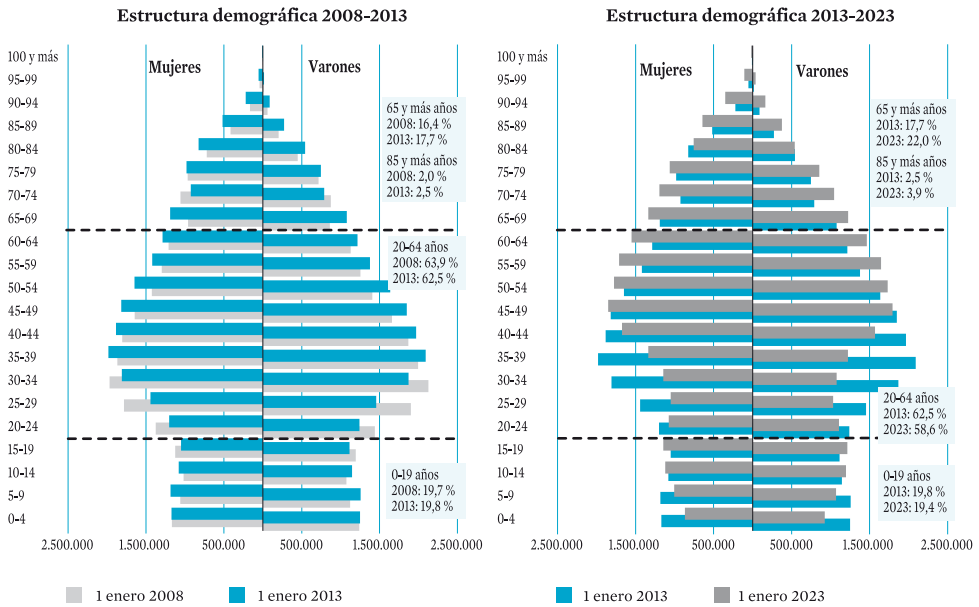 Estructura demográfica 2008-2013
Mujeres
Varones
100 y más
95-99
90-94
85-89
80-84
75-79
70-74
65-69
60-64
55-59
50-54
45-49
40-44
35-39
30-34
25-29
20-24
15-19
10-14
5-9
0-4
65 y más años
2008: 16,4 %
2013: 17,7 %
85 y más años
2008: 2,0 %
2013: 2,5 %
20-64 años
2008: 63,9 %
2013: 62,5 %
0-19 años
2008: 19,7 %
2013: 19,8 %
2.500.000 1.500.000 500.000 500.000 1.500.000 2.500.000
1 enero 2008 1 enero 2013
Estructura demográfica 2013-2023
Mujeres
Varones
100 y más
95-99
90-94
85-89
80-84
75-79
70-74
65-69
60-64
55-59
50-54
45-49
40-44
35-39
30-34
25-29
20-24
15-19
10-14
5-9
0-4
65 y más años
2013: 17,7 %
2023: 22,0 %
85 y más años
2013: 2,5 %
2023: 3,9 %
20-64 años
2013: 62,5 %
2023: 58,6 %
0-19 años
2013: 19,8 %
2023: 19,4 %
2.500.000 1.500.000 500.000 500.000 1.500.000 2.500.000
1 enero 2013 1 enero 2023